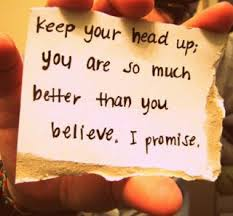 keep your head up;
you are so much
better than you
believe. I promise.